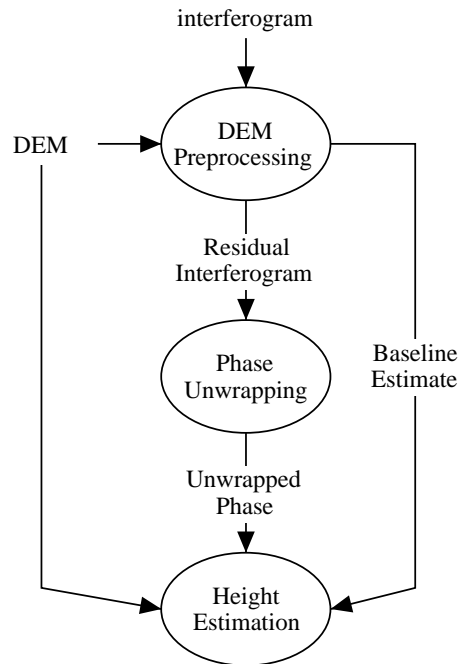 interferogram
DEM
Preprocessing
DEM
Residual
Interferogram
Phase
Unwrapping
Baseline
Estimate
Unwrapped
Phase
Height
Estimation